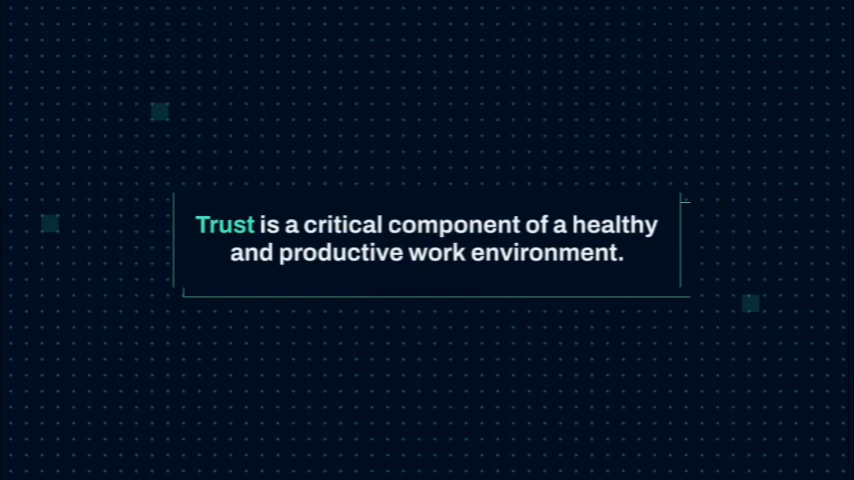 Trust is a critical component of a healthy
and productive work environment.